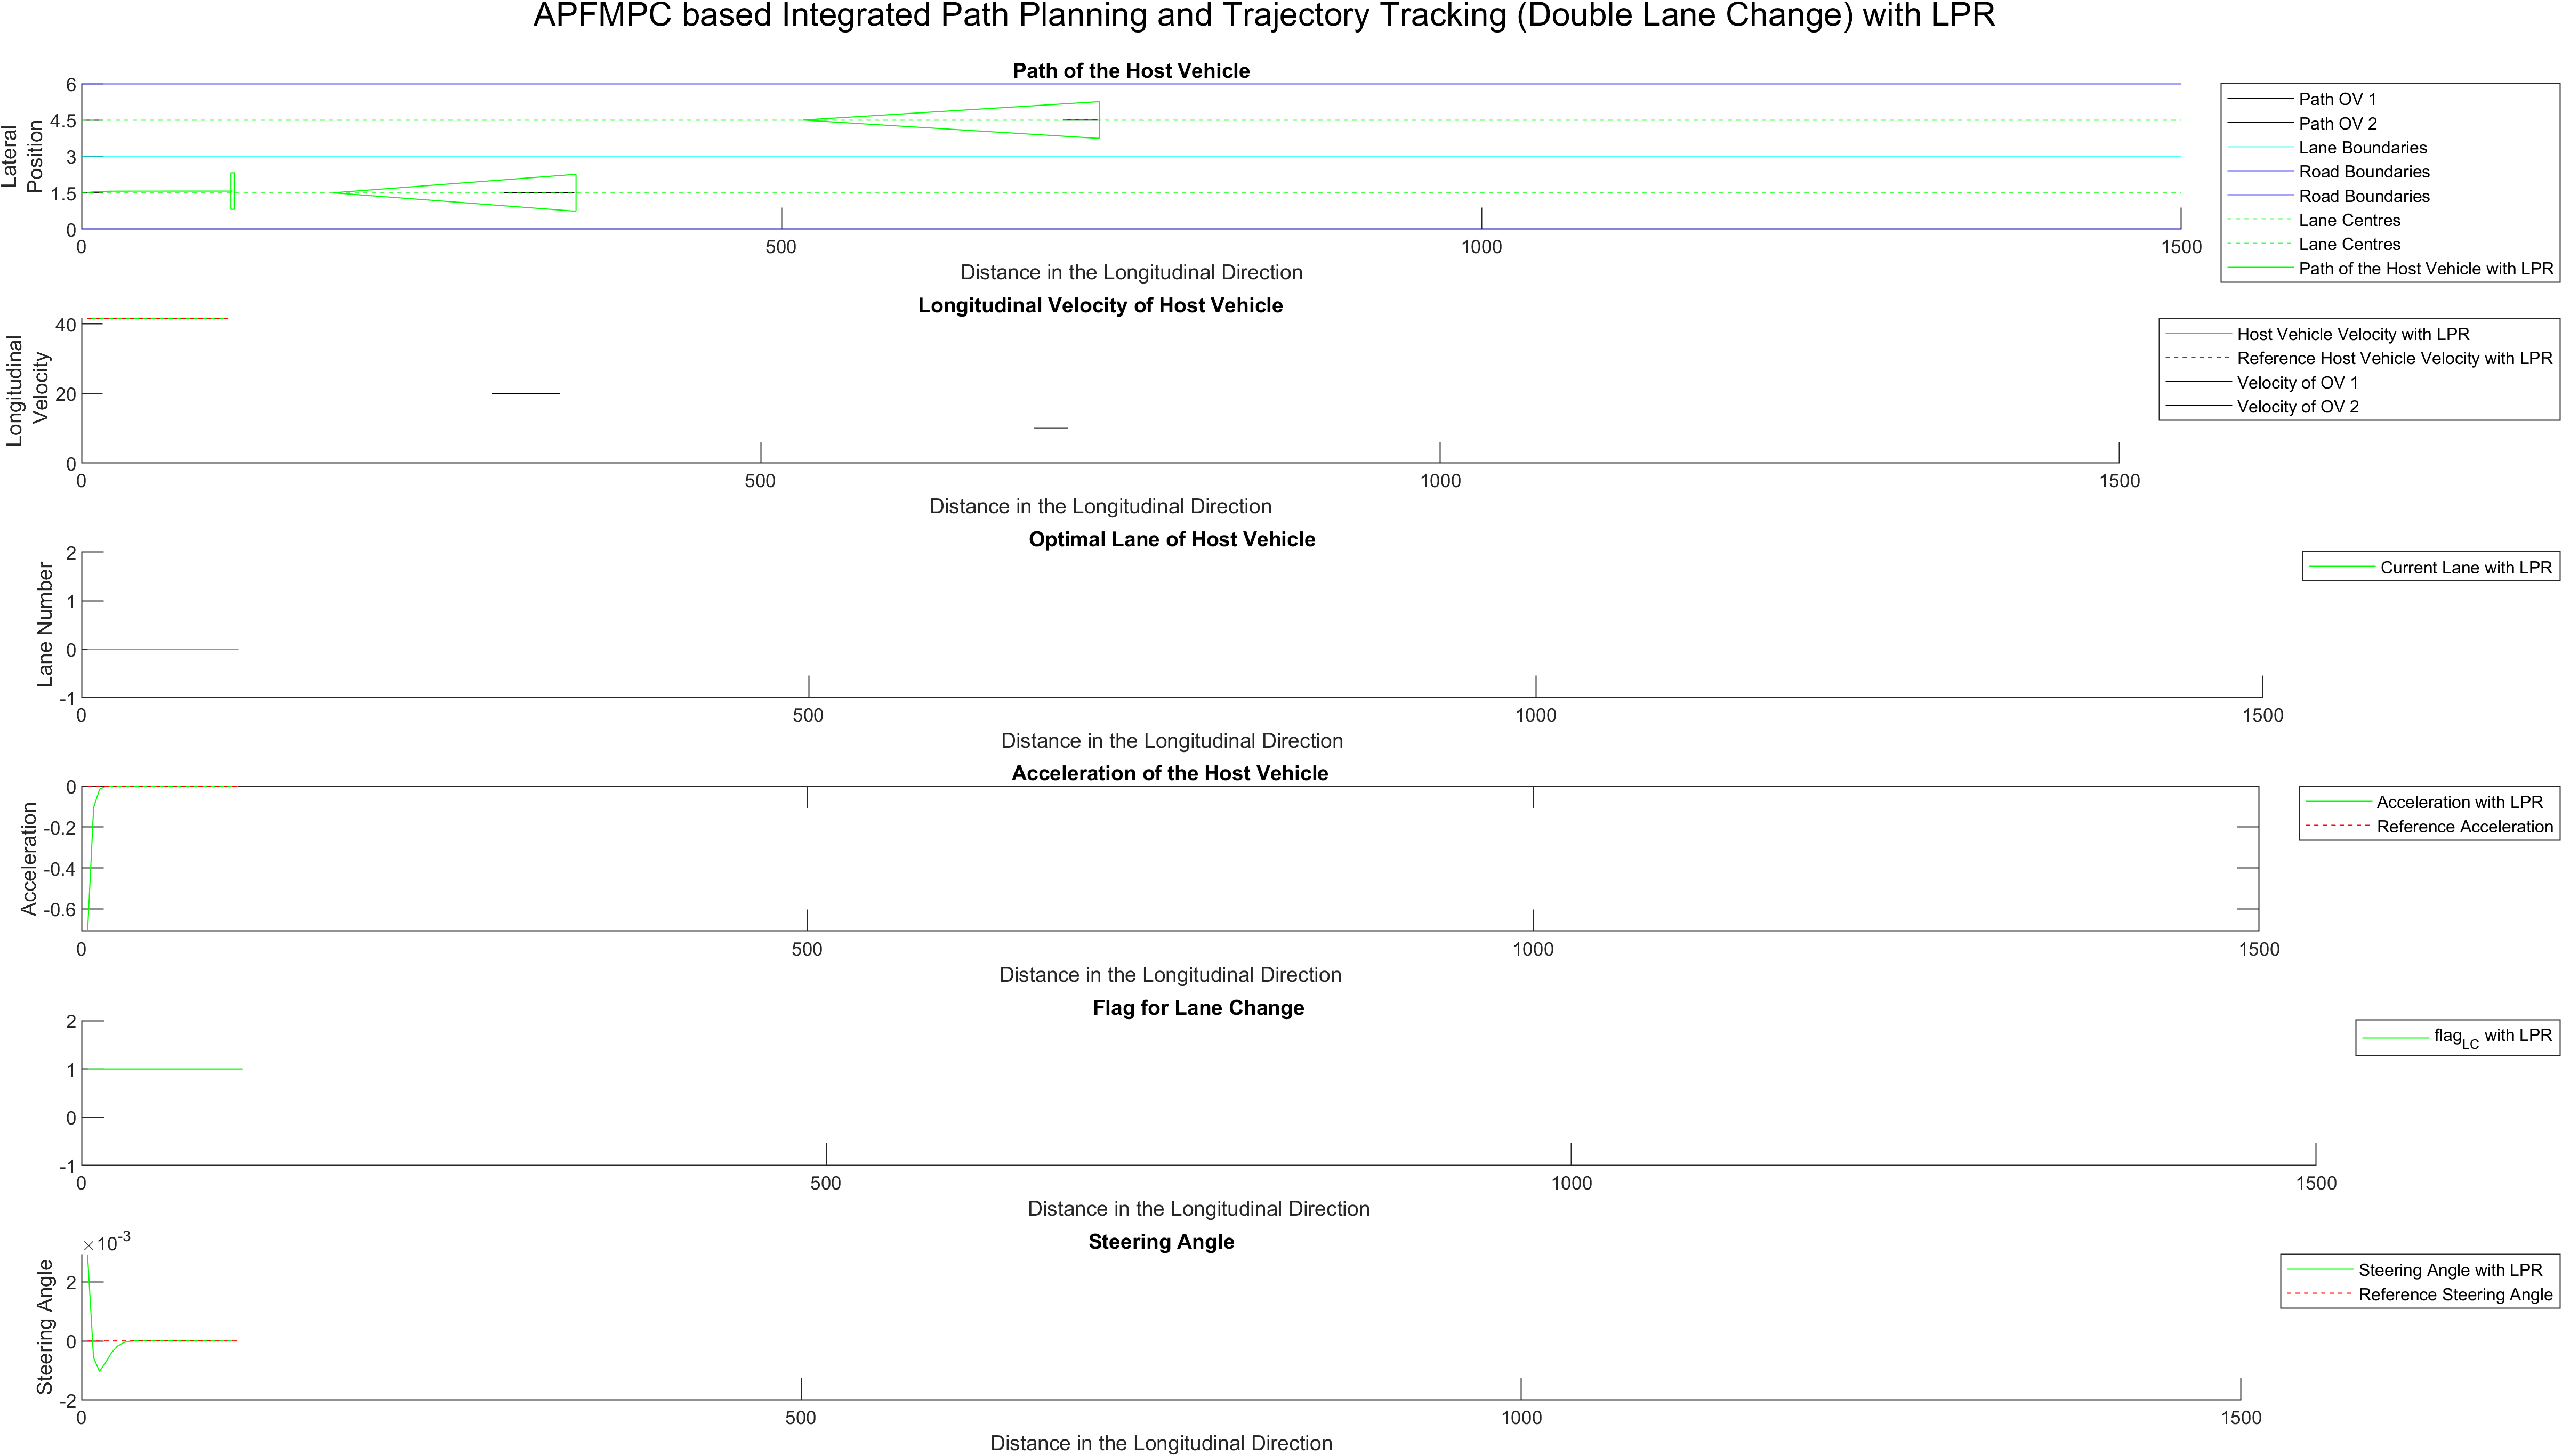 APFMPC based Integrated Path Planning and Trajectory Tracking (Double Lane Change) with LPR
Path of the Host Vehicle
Lateral
Position
6
4.5
3
1.5
0
0
500
1000
1500
Distance in the Longitudinal Direction
Path OV 1
Path OV 2
Lane Boundaries
Road Boundaries
Road Boundaries
Lane Centres
Lane Centres
Path of the Host Vehicle with LPR
Longitudinal Velocity of Host Vehicle
Longitudinal
Velocity
40
20
0
0
500
1000
1500
Distance in the Longitudinal Direction
Host Vehicle Velocity with LPR
Reference Host Vehicle Velocity with LPR
Velocity of OV 1
Velocity of OV 2
Optimal Lane of Host Vehicle
Lane Number
2
1
0
-1
0
500
1000
1500
Distance in the Longitudinal Direction
Current Lane with LPR
Acceleration of the Host Vehicle
Acceleration
0
-0.2
-0.4
-0.6
0
500
1000
1500
Distance in the Longitudinal Direction
Acceleration with LPR
Reference Acceleration
Flag for Lane Change
2
1
0
-1
0
500
1000
1500
Distance in the Longitudinal Direction
flag_LC with LPR
Steering Angle
Steering Angle
×10^-3
2
0
-2
0
500
1000
1500
Distance in the Longitudinal Direction
Steering Angle with LPR
Reference Steering Angle